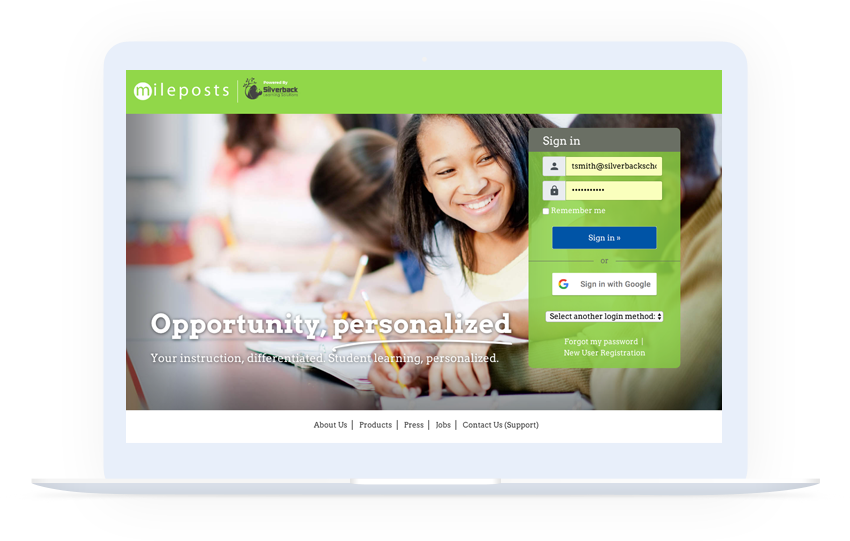 mileposts
Powered By
Silverback
Learning Solutions
Sign in
tsmith@silverbackscho
Remember me
Sign in »
or
G Sign in with Google
Select another login method:
Forgot my password |
New User Registration
Opportunity, personalized
Your instruction, differentiated. Student learning, personalized.
About Us | Products | Press | Jobs | Contact Us (Support)